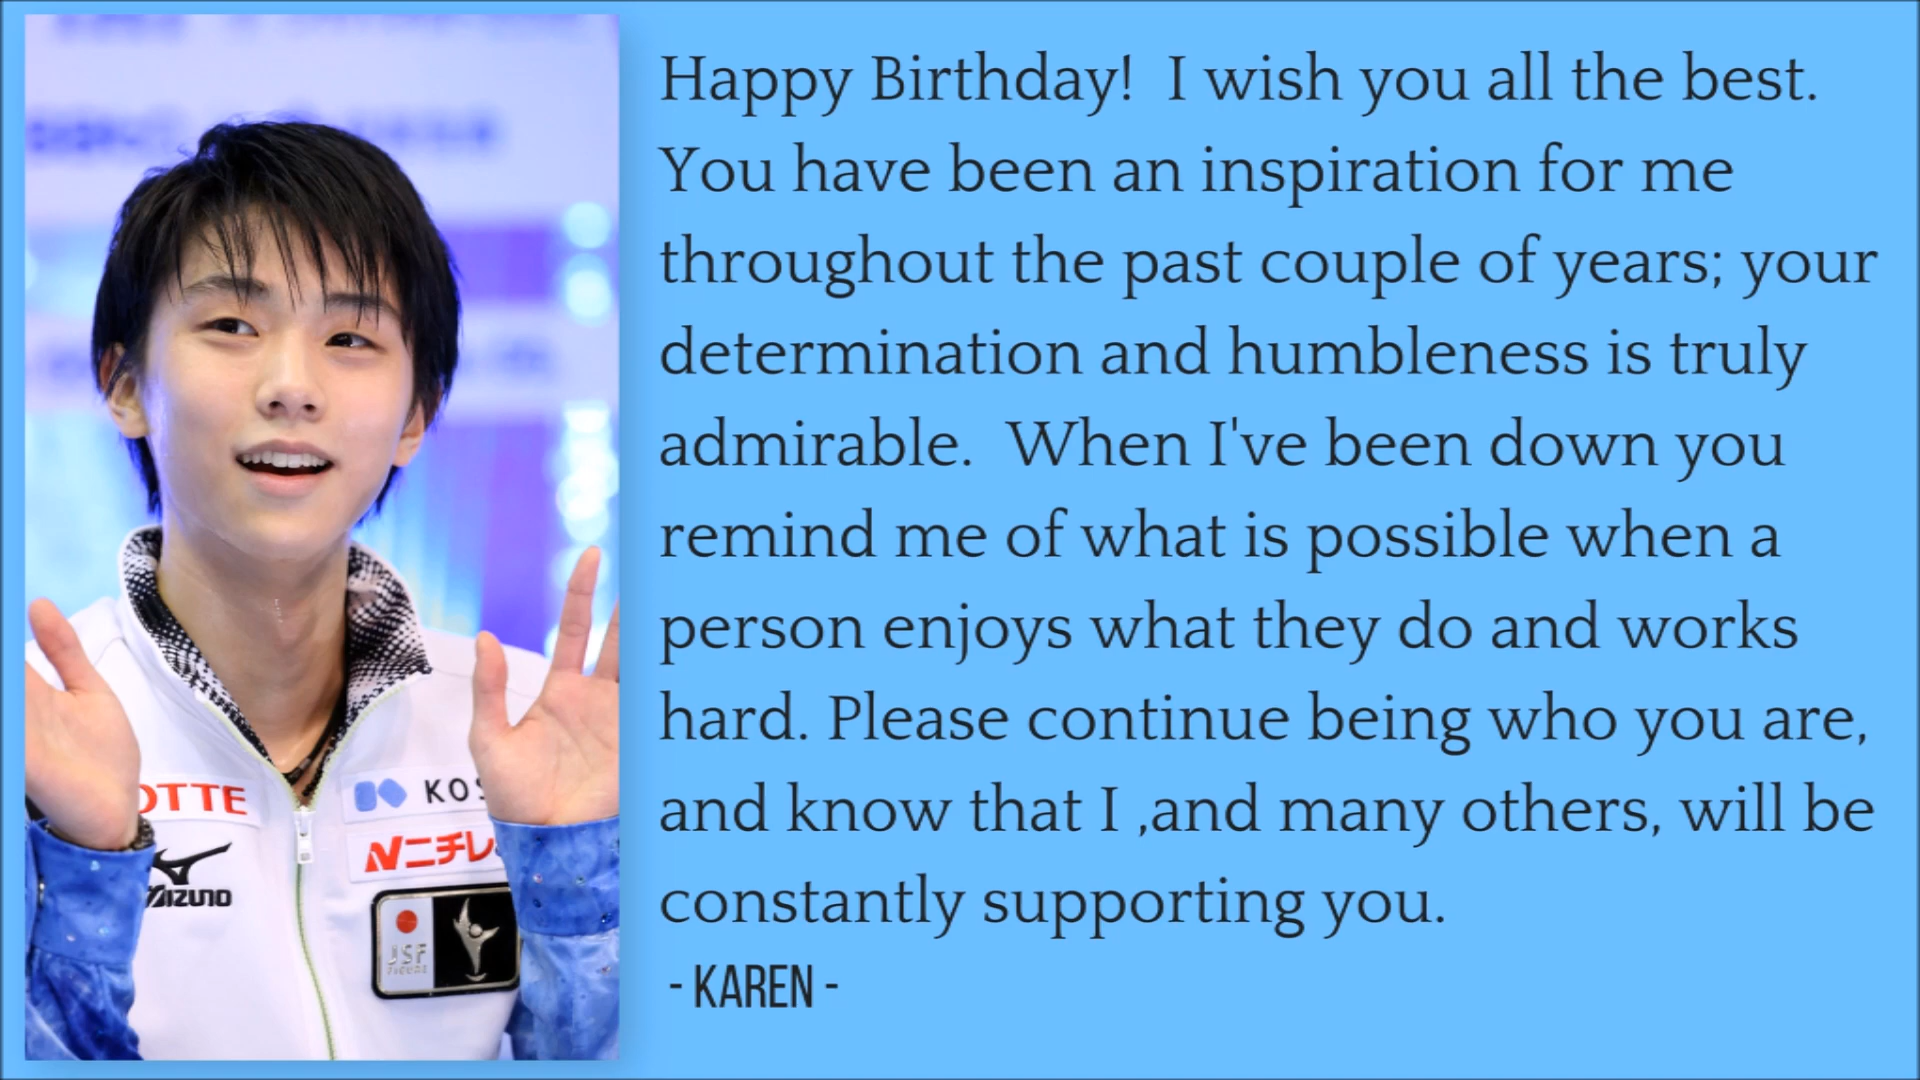 Happy Birthday!  I wish you all the best.
You have been an inspiration for me
throughout the past couple of years; your
determination and humbleness is truly
admirable.  When I've been down you
remind me of what is possible when a
person enjoys what they do and works
hard. Please continue being who you are,
and know that I ,and many others, will be
constantly supporting you.
- KAREN -
OTTE
KOS
ニチレ
MIZUNO
JSF
FIGURE